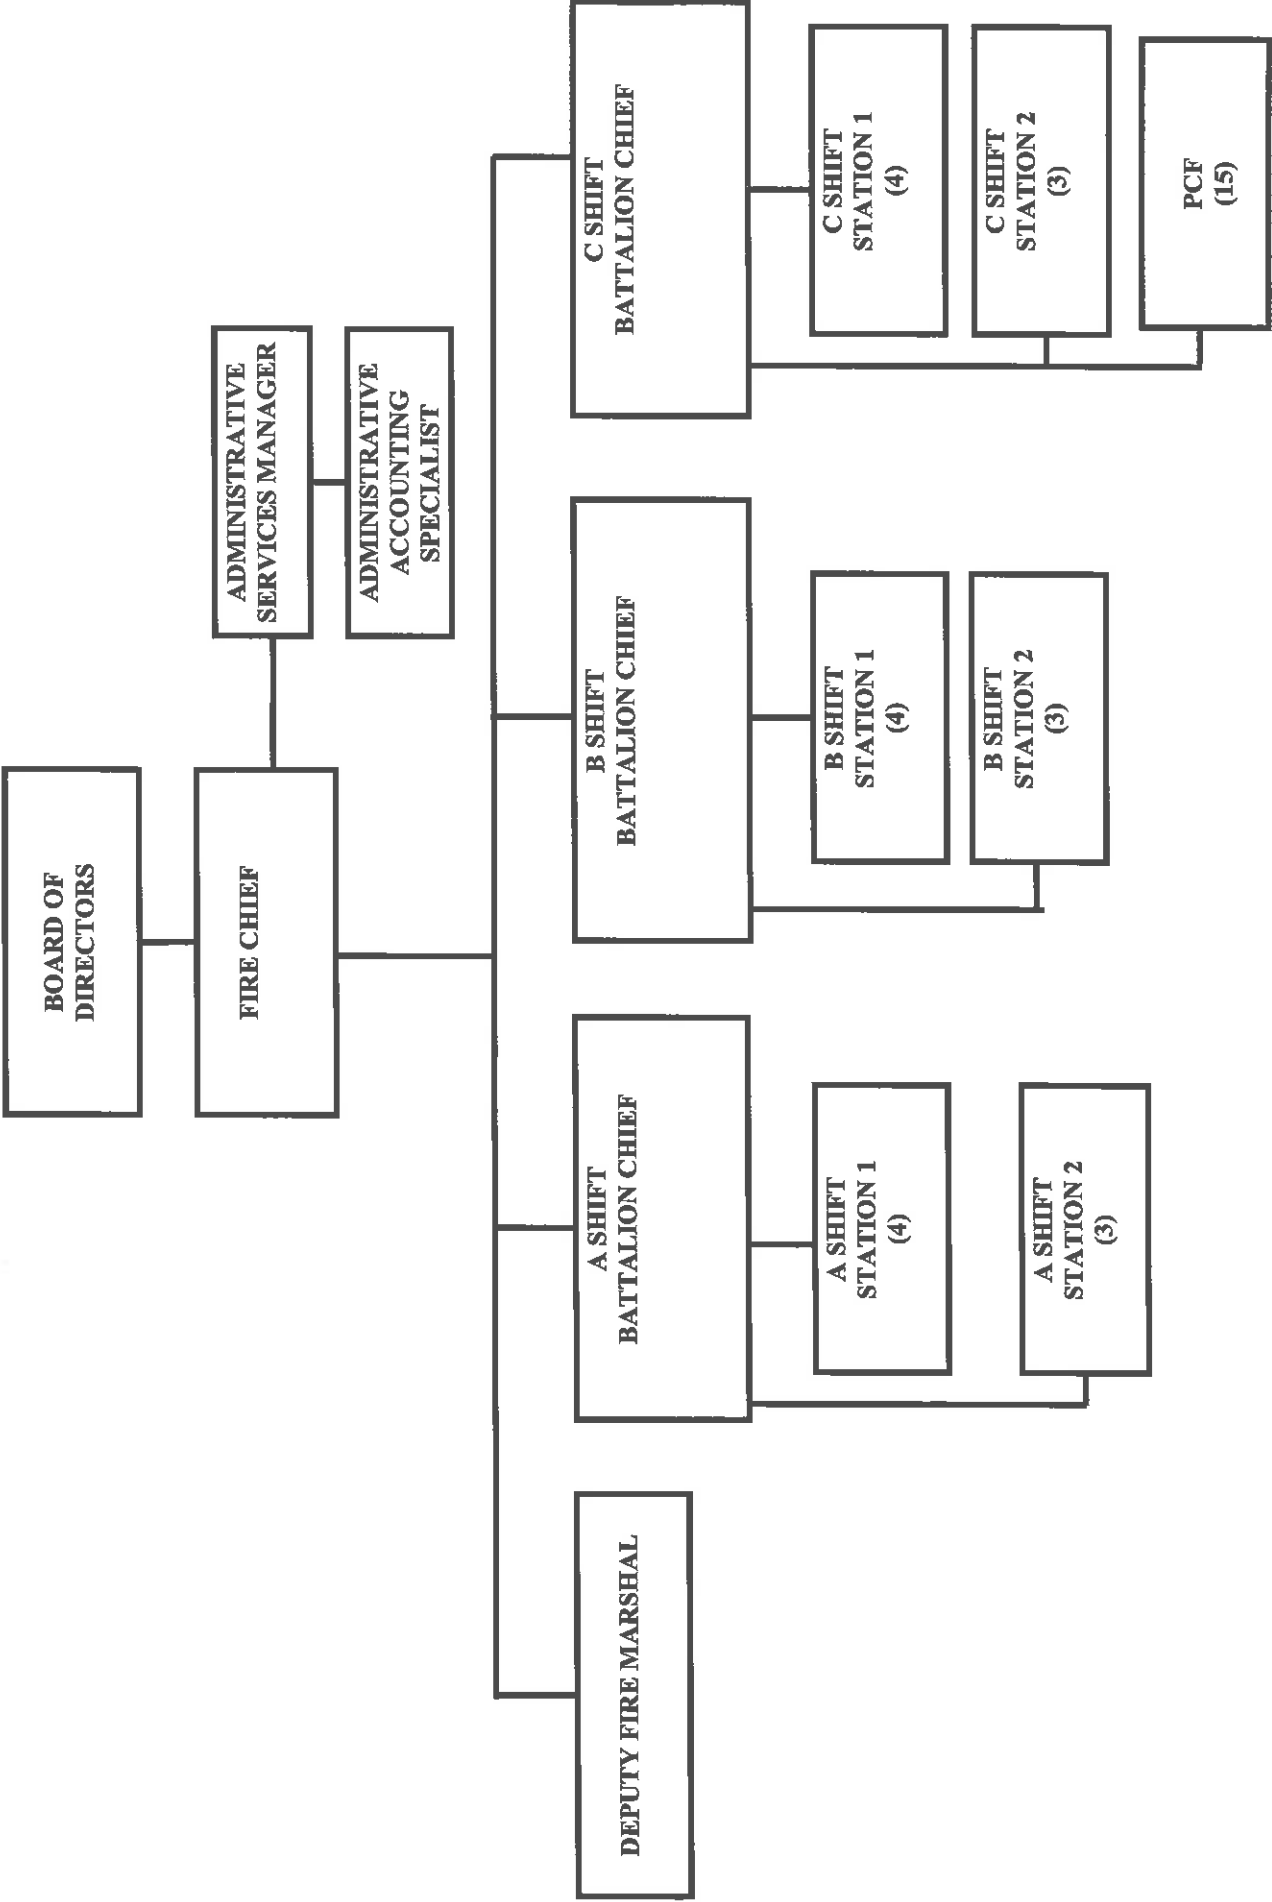 BOARD OF
DIRECTORS
FIRE CHIEF
ADMINISTRATIVE
SERVICES MANAGER
ADMINISTRATIVE
ACCOUNTING
SPECIALIST
DEPUTY FIRE MARSHAL
A SHIFT
BATTALION CHIEF
B SHIFT
BATTALION CHIEF
C SHIFT
BATTALION CHIEF
A SHIFT
STATION 1
(4)
B SHIFT
STATION 1
(4)
C SHIFT
STATION 1
(4)
A SHIFT
STATION 2
(3)
B SHIFT
STATION 2
(3)
C SHIFT
STATION 2
(3)
PCF
(15)